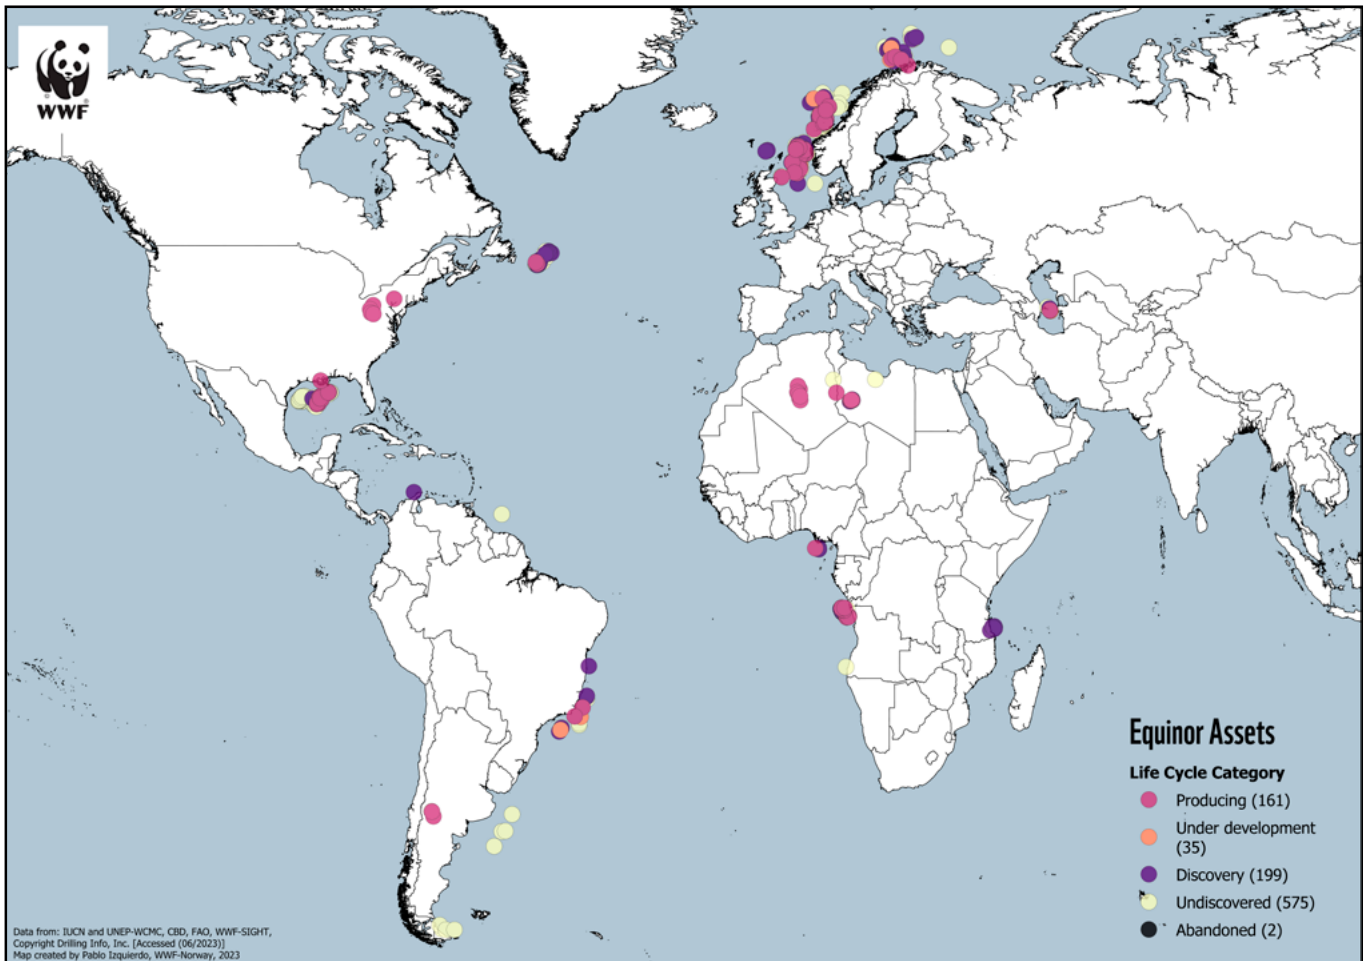 WWF
Equinor Assets
Life Cycle Category
Producing (161)
Under development
(35)
Discovery (199)
Undiscovered (575)
Abandoned (2)
Data from: IUCN and UNEP-WCMC, CBD, FAO, WWF-SIGHT,
Copyright Drilling Info, Inc. [Accessed (06/2023)]
Map created by Pablo Izquierdo, WWF-Norway, 2023